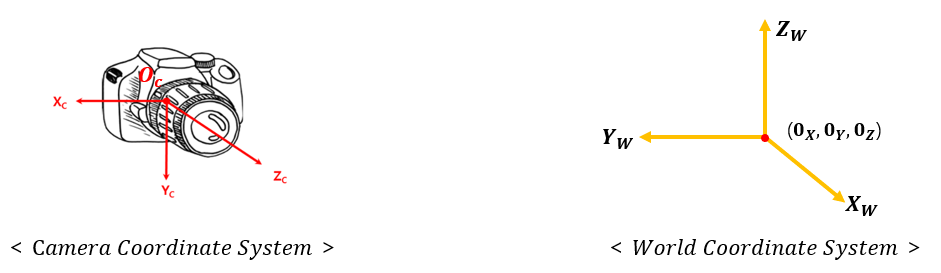 O_c
X_C
Y_C
Z_C
< Camera Coordinate System >
Z_W
Y_W
(0_X, 0_Y, 0_Z)
X_W
< World Coordinate System >